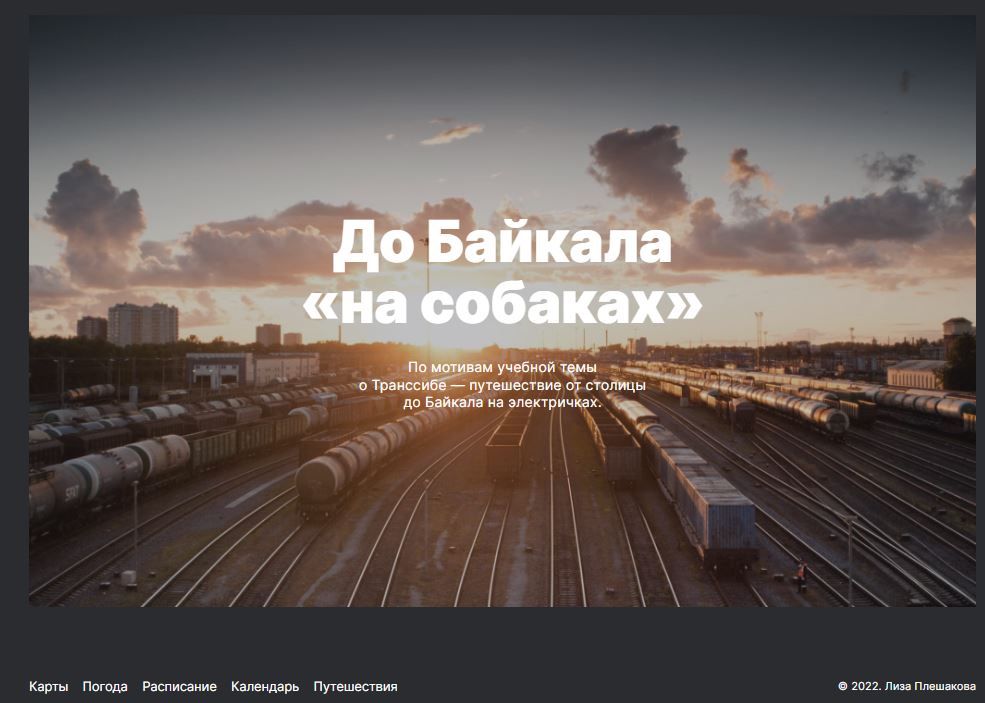 До Байкала
«на собаках»
По мотивам учебной темы
о Транссибе — путешествие от столицы
до Байкала на электричках.
Карты Погода Расписание Календарь Путешествия © 2022. Лиза Плешакова